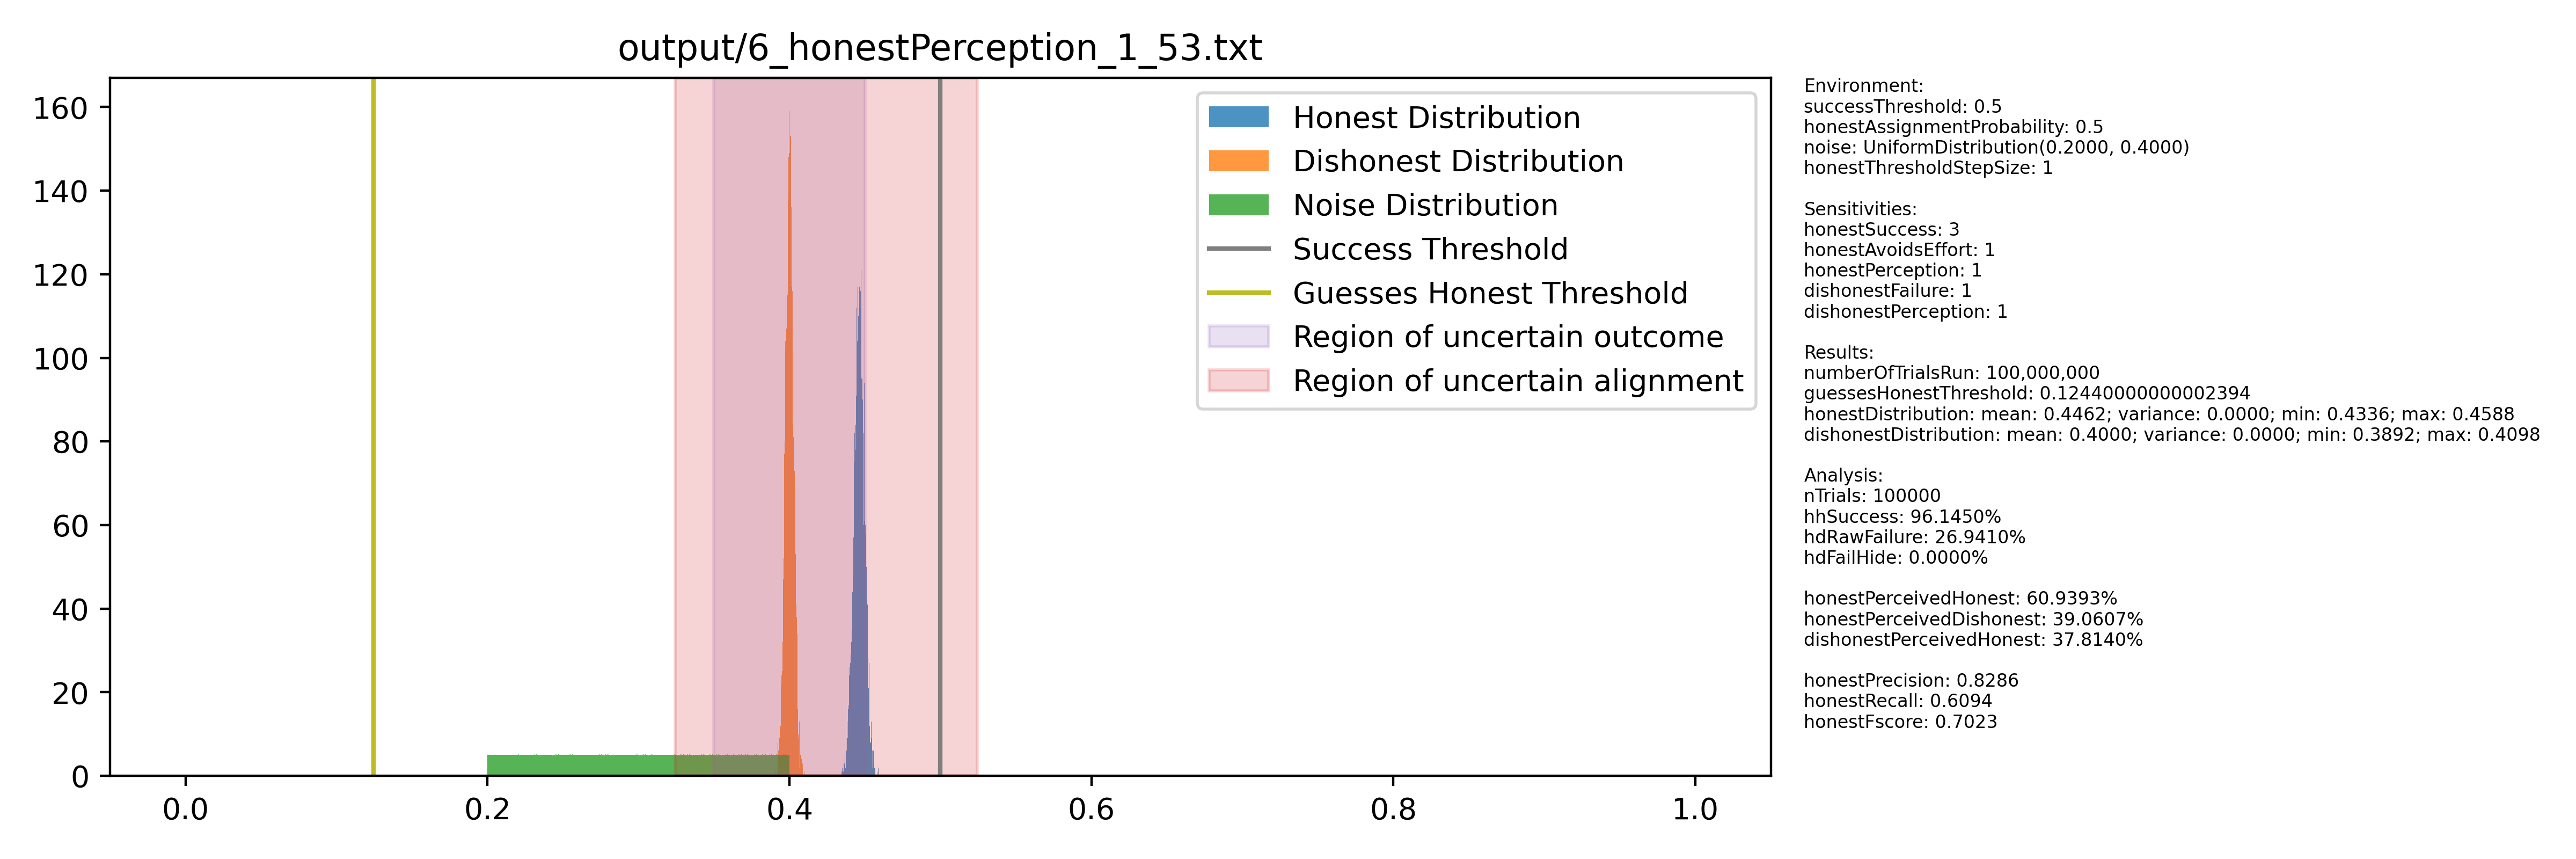 output/6_honestPerception_1_53.txt
160
140
120
100
80
60
40
20
0
0.0
0.2
0.4
0.6
0.8
1.0
Honest Distribution
Dishonest Distribution
Noise Distribution
Success Threshold
Guesses Honest Threshold
Region of uncertain outcome
Region of uncertain alignment
Environment:
successThreshold: 0.5
honestAssignmentProbability: 0.5
noise: UniformDistribution(0.2000, 0.4000)
honestThresholdStepSize: 1
Sensitivities:
honestSuccess: 3
honestAvoidsEffort: 1
honestPerception: 1
dishonestFailure: 1
dishonestPerception: 1
Results:
numberOfTrialsRun: 100,000,000
guessesHonestThreshold: 0.12440000000002394
honestDistribution: mean: 0.4462; variance: 0.0000; min: 0.4336; max: 0.4588
dishonestDistribution: mean: 0.4000; variance: 0.0000; min: 0.3892; max: 0.4098
Analysis:
nTrials: 100000
hhSuccess: 96.1450%
hdRawFailure: 26.9410%
hdFailHide: 0.0000%
honestPerceivedHonest: 60.9393%
honestPerceivedDishonest: 39.0607%
dishonestPerceivedHonest: 37.8140%
honestPrecision: 0.8286
honestRecall: 0.6094
honestFscore: 0.7023